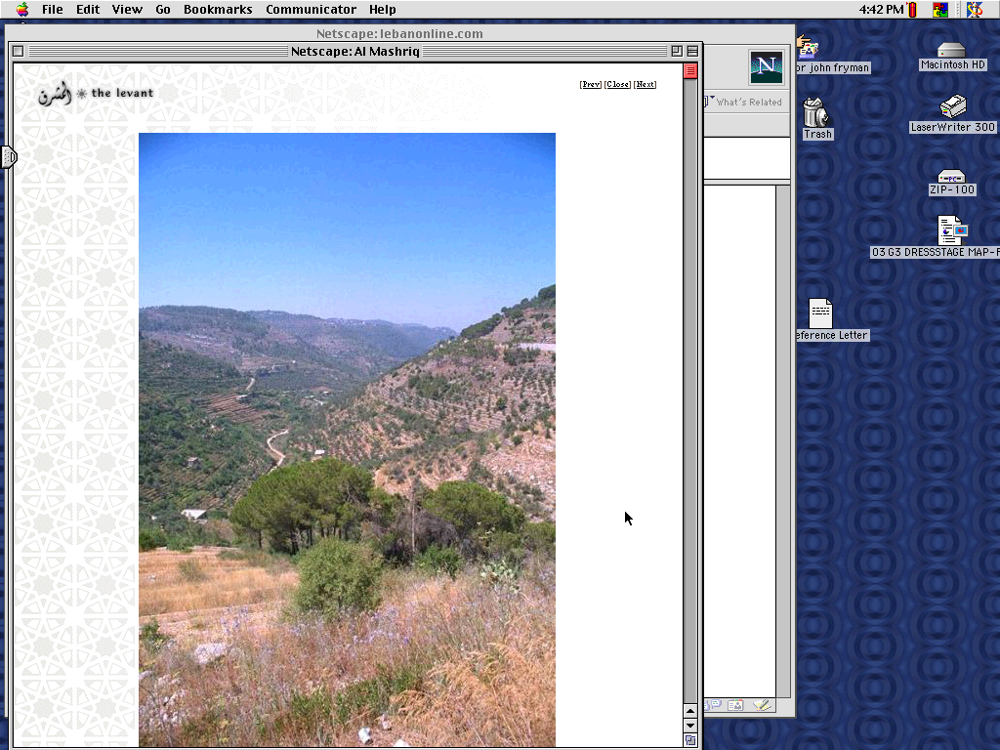 File Edit View Go Bookmarks Communicator Help
4:42 PM
Netscape: lebanonline.com
Netscape: Al Mashriq
المشرق the levant
[Prev] [Close] [Next]
N
What's Related
or john fryman
Macintosh HD
Trash
LaserWriter 300
PC
ZIP-100
03 G3 DRESSSTAGE MAP-F
eference Letter